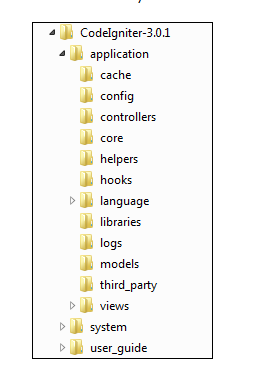 CodeIgniter-3.0.1
application
cache
config
controllers
core
helpers
hooks
language
libraries
logs
models
third_party
views
system
user_guide